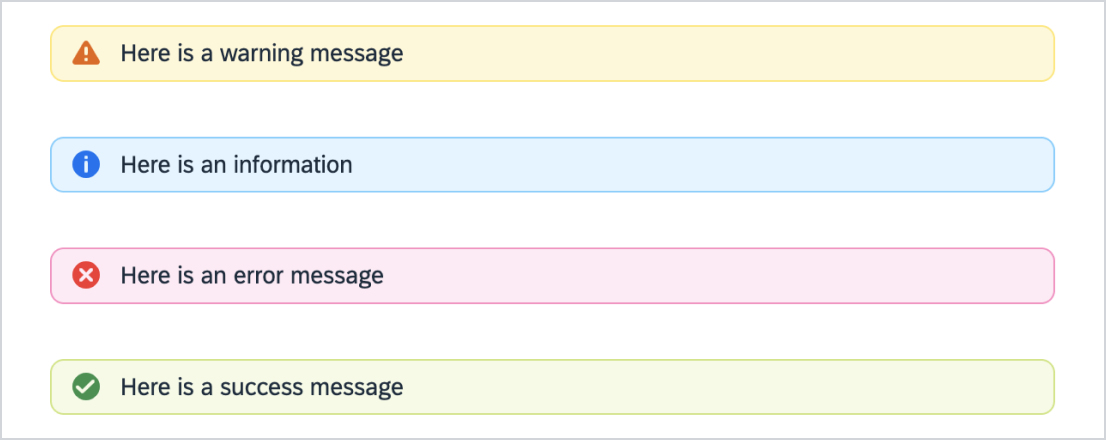 Here is a warning message
Here is an information
Here is an error message
Here is a success message